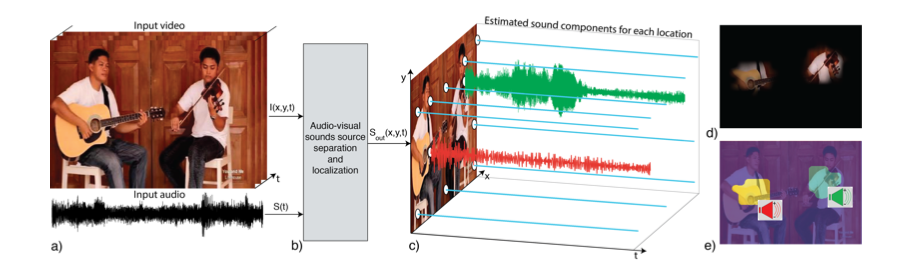 Input video
I(x,y,t)
t
Input audio
S(t)
a)
Audio-visual
sounds source
separation
and
localization
b)
S_out(x,y,t)
Estimated sound components for each location
y
x
t
c)
d)
e)